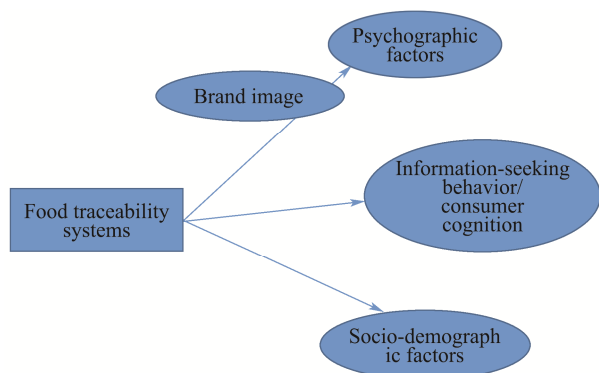 Psychographic
factors
Brand image
Information-seeking
behavior/
consumer
cognition
Food traceability
systems
Socio-demograph
ic factors